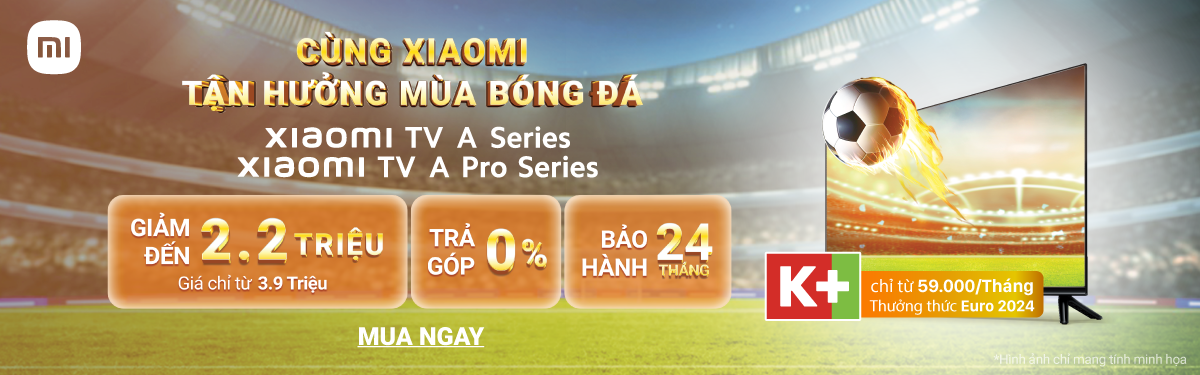 mi
CÙNG XIAOMI
TẬN HƯỞNG MÙA BÓNG ĐÁ
xiaomi TV A Series
xiaomi TV A Pro Series
GIẢM ĐẾN 2.2 TRIỆU
Giá chỉ từ 3.9 Triệu
TRẢ GÓP 0%
BẢO HÀNH 24 THÁNG
MUA NGAY
K+
chỉ từ 59.000/Tháng
Thưởng thức Euro 2024
*Hình ảnh chỉ mang tính minh họa